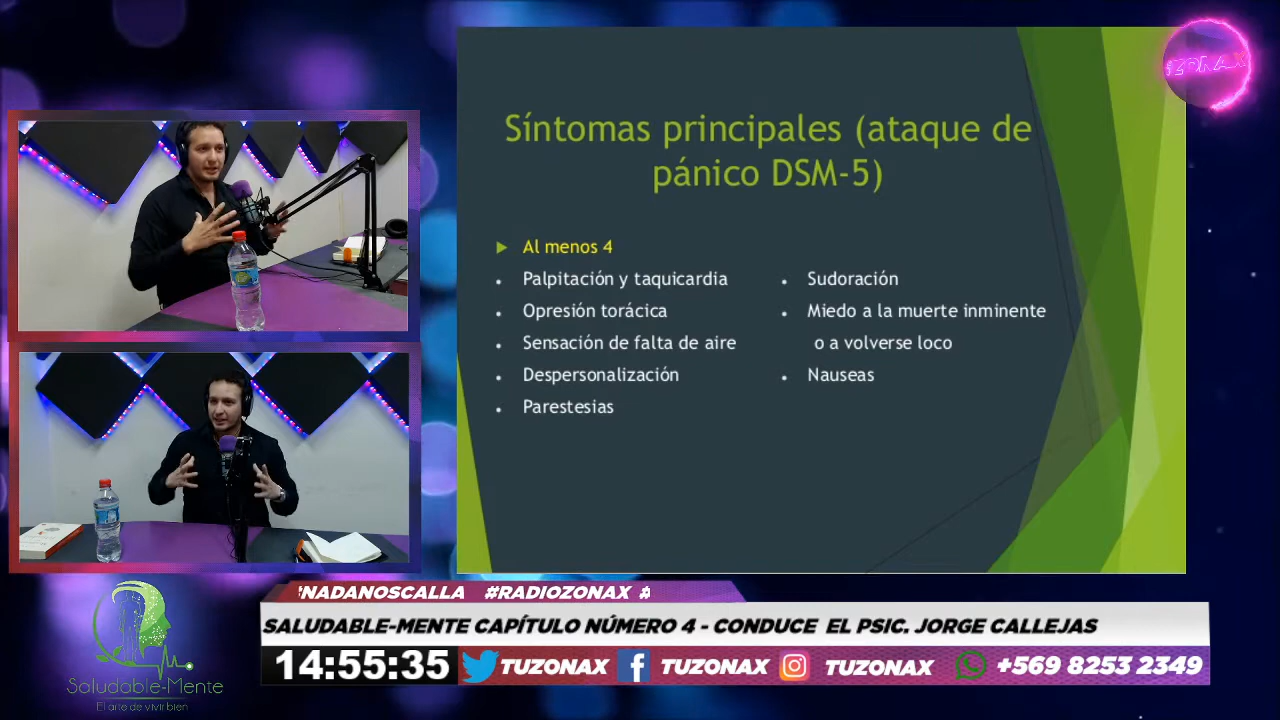 #ZONAX
Síntomas principales (ataque de
pánico DSM-5)
Al menos 4
Palpitación y taquicardia
Opresión torácica
Sensación de falta de aire
Despersonalización
Parestesias
Sudoración
Miedo a la muerte inminente
o a volverse loco
Nauseas
NADANOSCALLA #RADIOZONAX #
SALUDABLE-MENTE CAPÍTULO NÚMERO 4 - CONDUCE EL PSIC. JORGE CALLEJAS
14:55:35 TUZONAX TUZONAX TUZONAX +569 8253 2349
Saludable-Mente
El arte de vivir bien